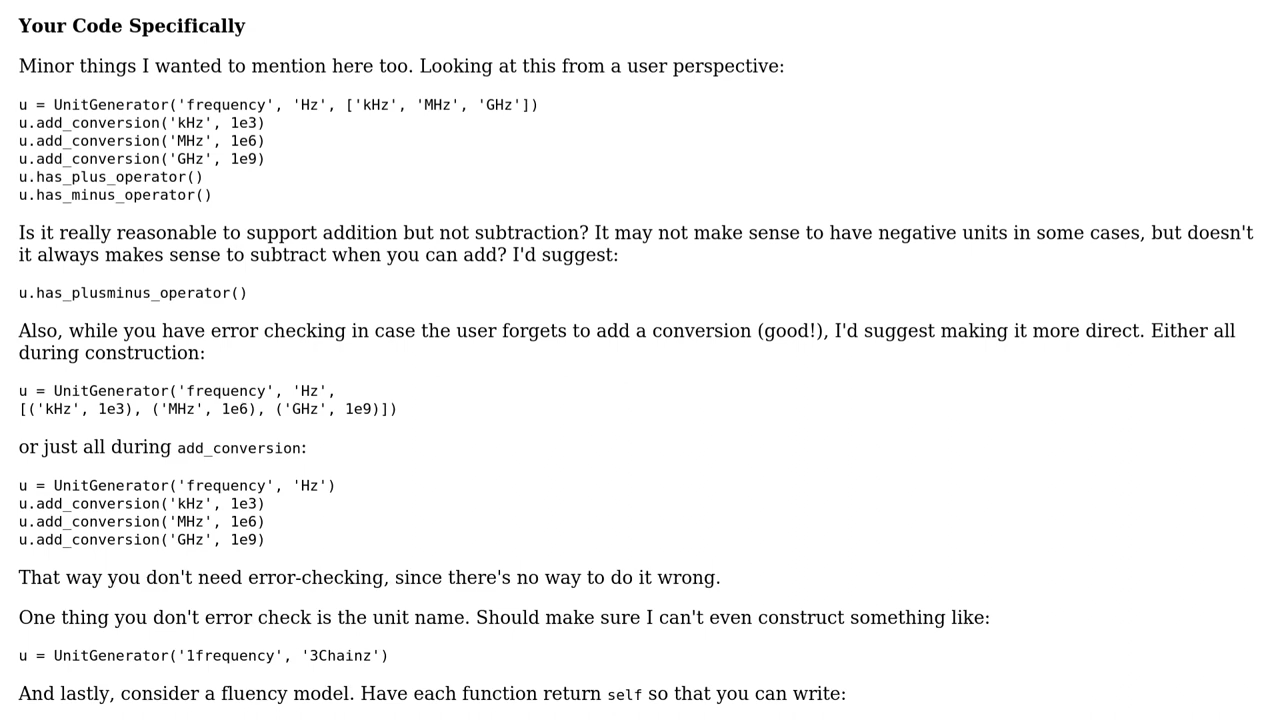 Your Code Specifically
Minor things I wanted to mention here too. Looking at this from a user perspective:
u = UnitGenerator('frequency', 'Hz', ['kHz', 'MHz', 'GHz'])
u.add_conversion('kHz', 1e3)
u.add_conversion('MHz', 1e6)
u.add_conversion('GHz', 1e9)
u.has_plus_operator()
u.has_minus_operator()
Is it really reasonable to support addition but not subtraction? It may not make sense to have negative units in some cases, but doesn't
it always makes sense to subtract when you can add? I'd suggest:
u.has_plusminus_operator()
Also, while you have error checking in case the user forgets to add a conversion (good!), I'd suggest making it more direct. Either all
during construction:
u = UnitGenerator('frequency', 'Hz',
[('kHz', 1e3), ('MHz', 1e6), ('GHz', 1e9)])
or just all during add_conversion:
u = UnitGenerator('frequency', 'Hz')
u.add_conversion('kHz', 1e3)
u.add_conversion('MHz', 1e6)
u.add_conversion('GHz', 1e9)
That way you don't need error-checking, since there's no way to do it wrong.
One thing you don't error check is the unit name. Should make sure I can't even construct something like:
u = UnitGenerator('1frequency', '3Chainz')
And lastly, consider a fluency model. Have each function return self so that you can write: